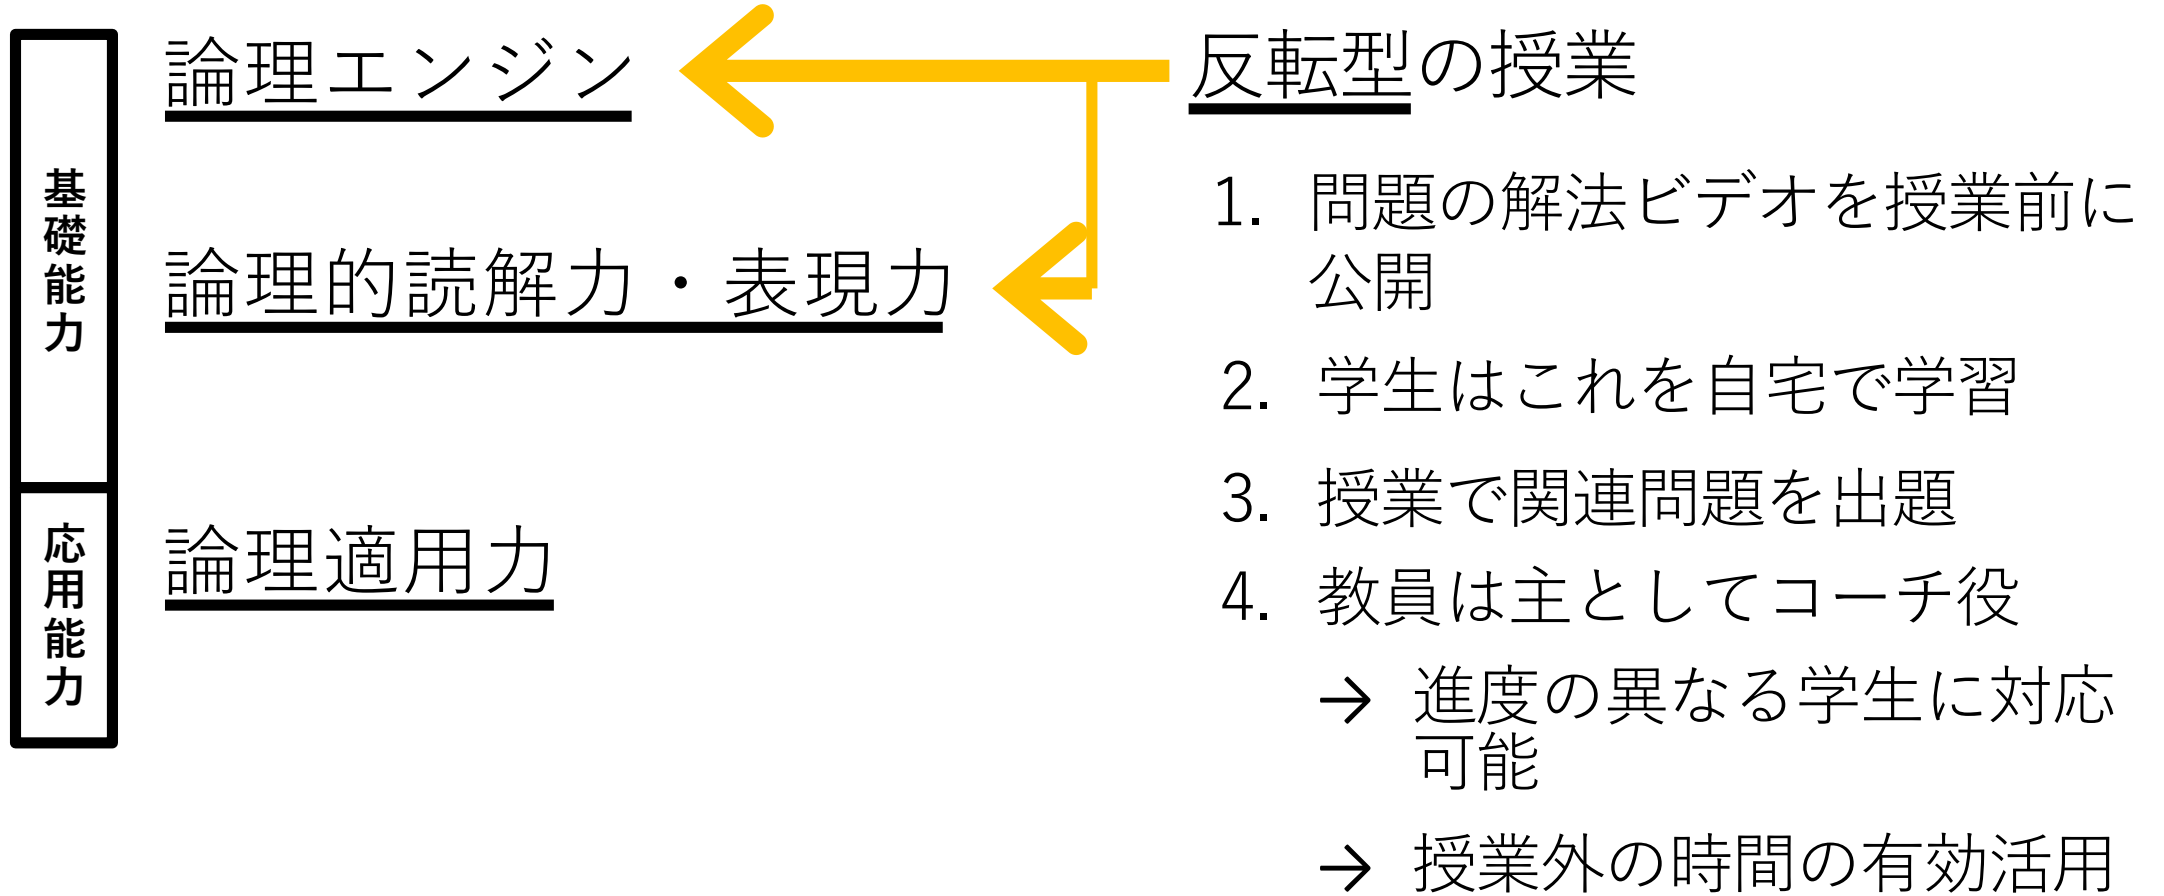 基礎能力
論理エンジン
論理的読解力・表現力
応用能力
論理適用力
反転型の授業
1. 問題の解法ビデオを授業前に
公開
2. 学生はこれを自宅で学習
3. 授業で関連問題を出題
4. 教員は主としてコーチ役
→ 進度の異なる学生に対応
可能
→ 授業外の時間の有効活用